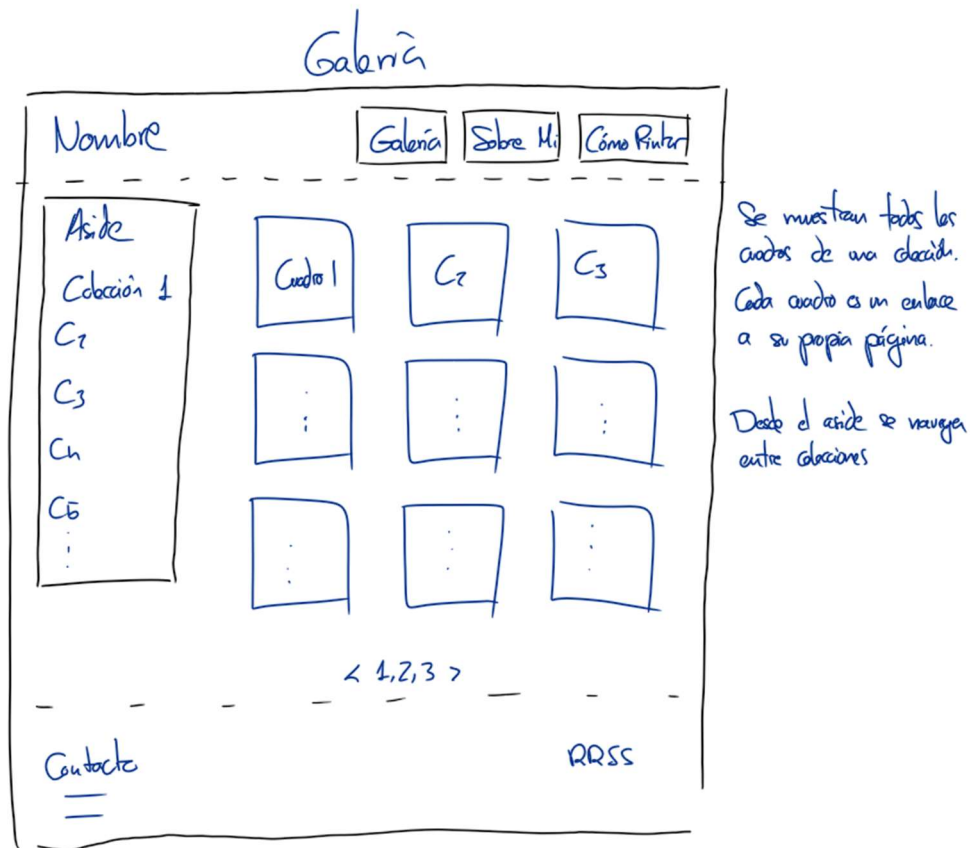 Galería
Nombre
Galería
Sobre Mi
Cómo Pintar
Aside
Colección 1
C2
C3
Cn
C5
Cuadro 1
C2
C3
< 1,2,3 >
Contacto
RRSS
Se muestran todos los
cuadros de una colección.
Cada cuadro es un enlace
a su propia página.
Desde el aside se navega
entre colecciones